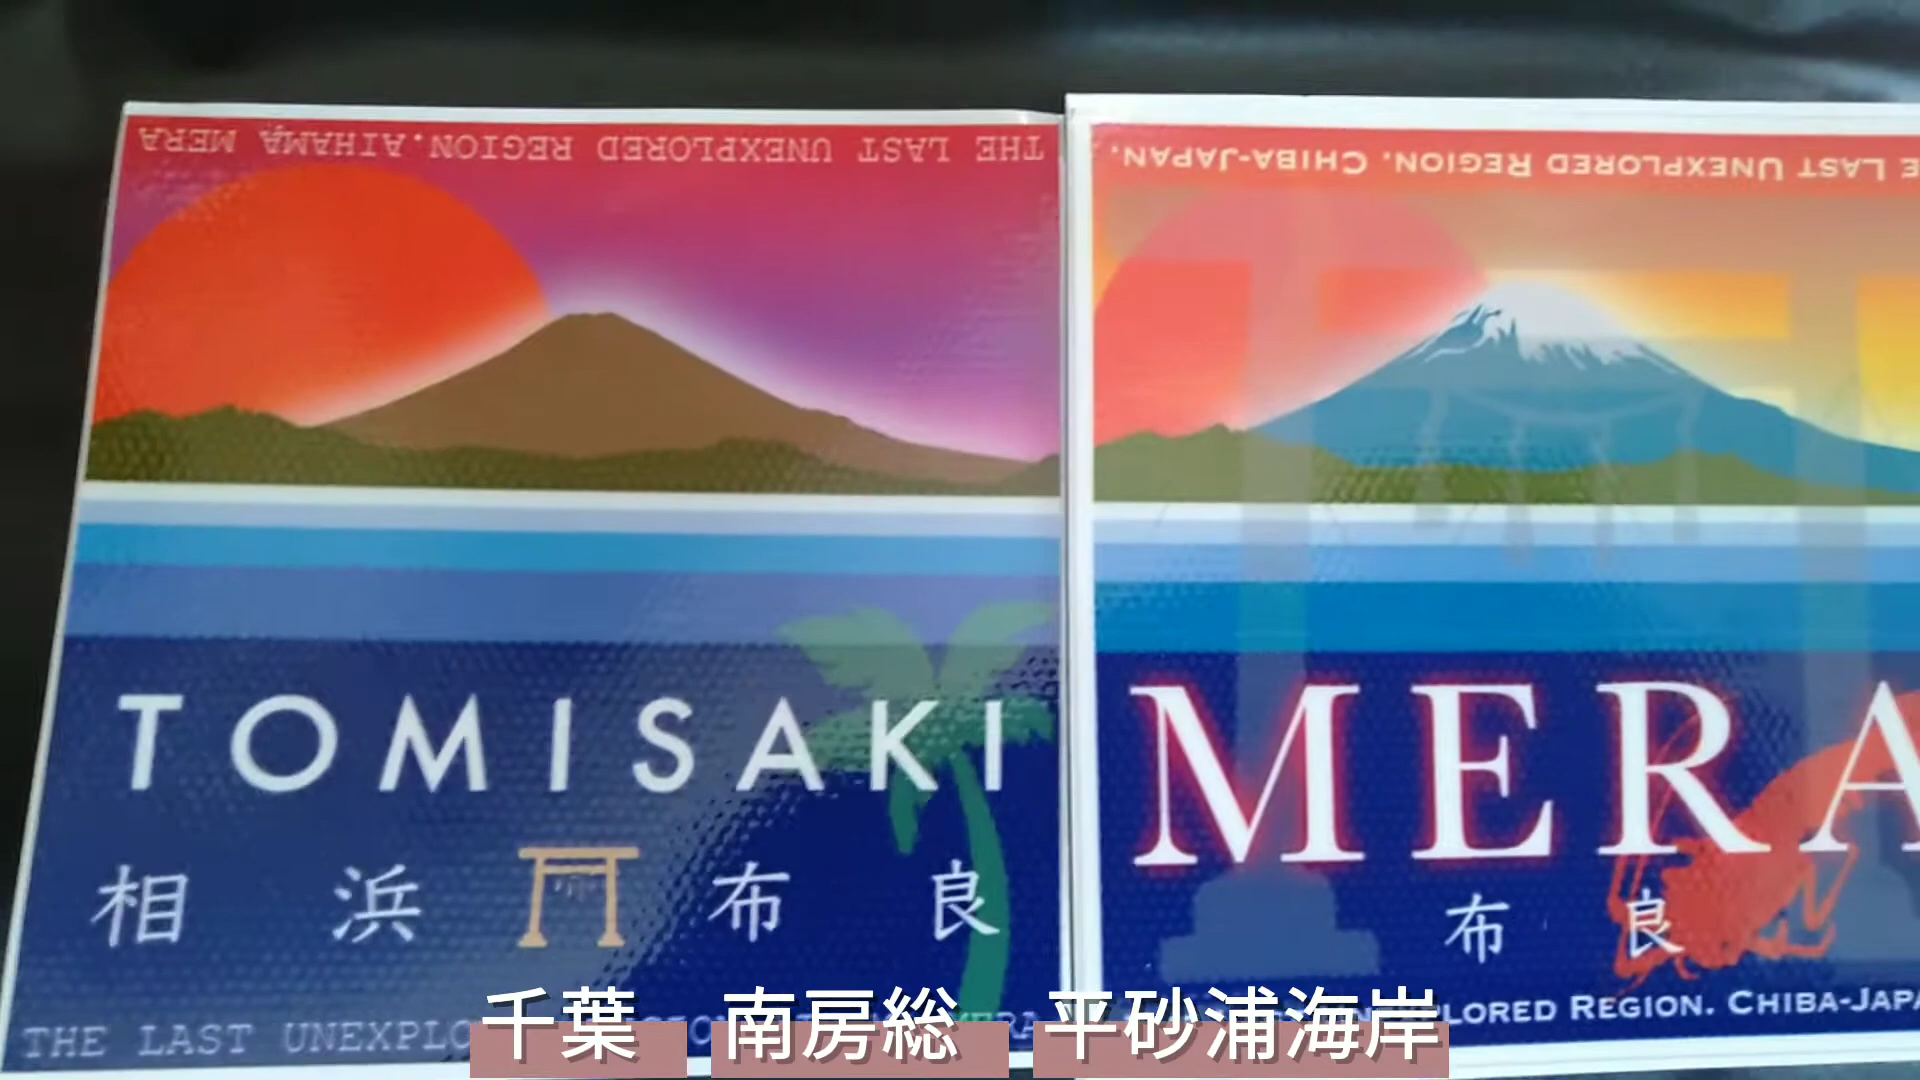 THE LAST UNEXPLORED REGION.AIHAMA MERA
TOMISAKI
相浜 布良
THE LAST UNEXPLO
LAST UNEXPLORED REGION. CHIBA-JAPAN.
MERA
布良
LORED REGION. CHIBA-JAPA
千葉 南房総 平砂浦海岸